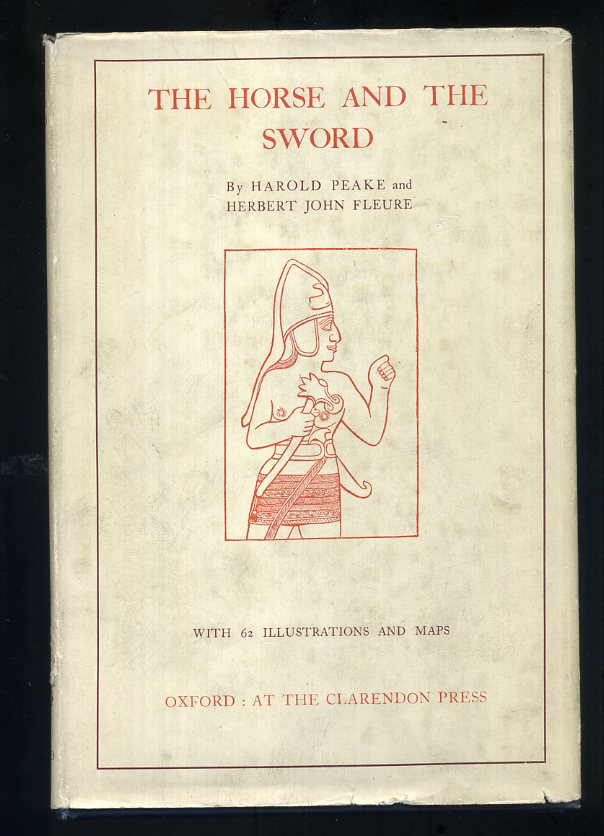 THE HORSE AND THE
SWORD
By HAROLD PEAKE and
HERBERT JOHN FLEURE
WITH 62 ILLUSTRATIONS AND MAPS
OXFORD : AT THE CLARENDON PRESS